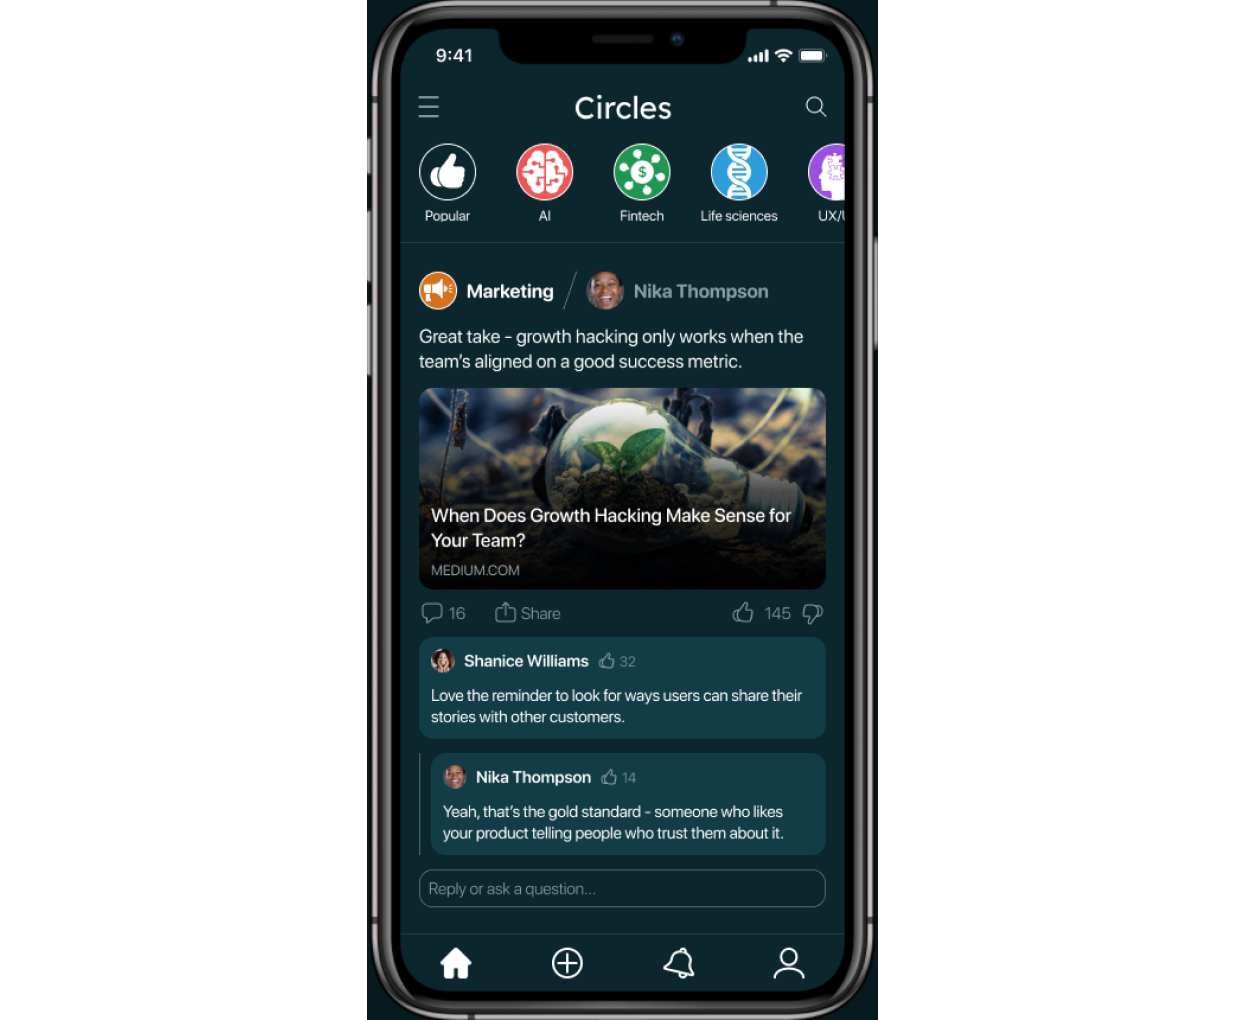 9:41
Circles
Popular
AI
Fintech
Life sciences
UX/
Marketing
Nika Thompson
Great take - growth hacking only works when the
team's aligned on a good success metric.
When Does Growth Hacking Make Sense for
Your Team?
MEDIUM.COM
16
Share
145
Shanice Williams
32
Love the reminder to look for ways users can share their
stories with other customers.
Nika Thompson
14
Yeah, that's the gold standard - someone who likes
your product telling people who trust them about it.
Reply or ask a question...